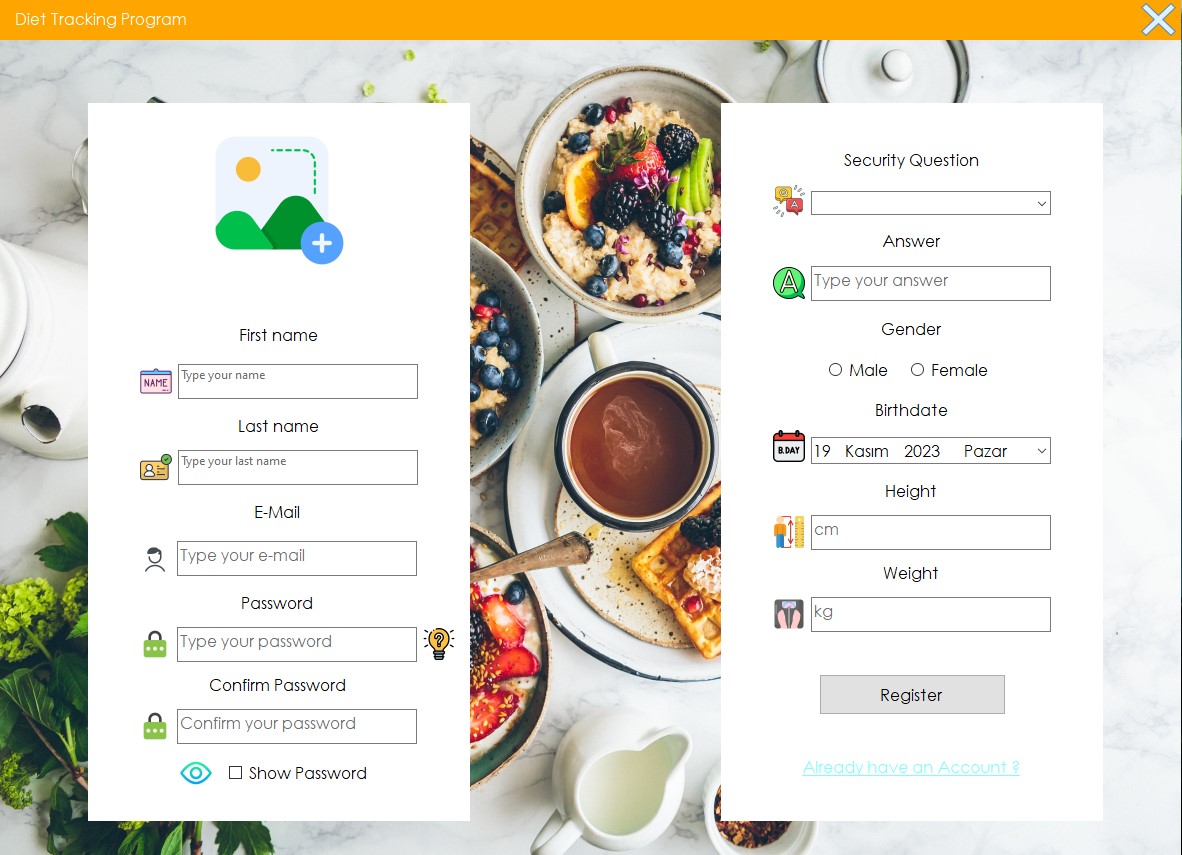 Diet Tracking Program
First name
NAME
Type your name
Last name
Type your last name
E-Mail
Type your e-mail
Password
Type your password
?
Confirm Password
Confirm your password
Show Password
Security Question
Q
A
Answer
A
Type your answer
Gender
Male Female
Birthdate
B.DAY
19 Kasım 2023 Pazar
Height
cm
Weight
kg
Register
Already have an Account ?